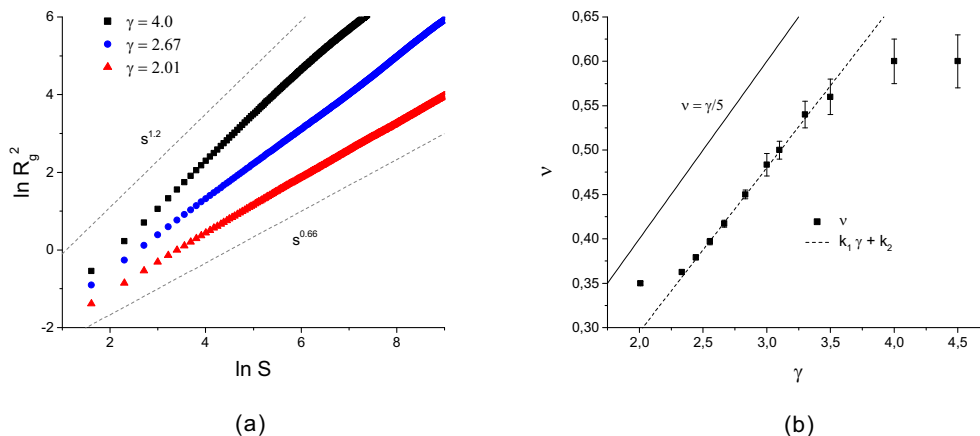 6
4
2
0
-2
2
4
6
8
ln R_g^2
ln S
γ = 4.0
γ = 2.67
γ = 2.01
s^1.2
s^0.66
(a)
0,65
0,60
0,55
0,50
0,45
0,40
0,35
0,30
2,0
2,5
3,0
3,5
4,0
4,5
ν
γ
ν = γ/5
ν
k_1 γ + k_2
(b)